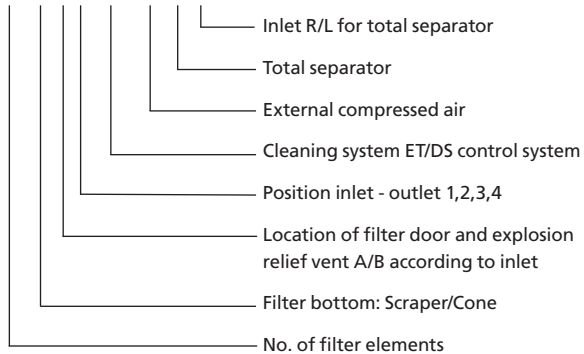 Inlet R/L for total separator
Total separator
External compressed air
Cleaning system ET/DS control system
Position inlet - outlet 1,2,3,4
Location of filter door and explosion
relief vent A/B according to inlet
Filter bottom: Scraper/Cone
No. of filter elements